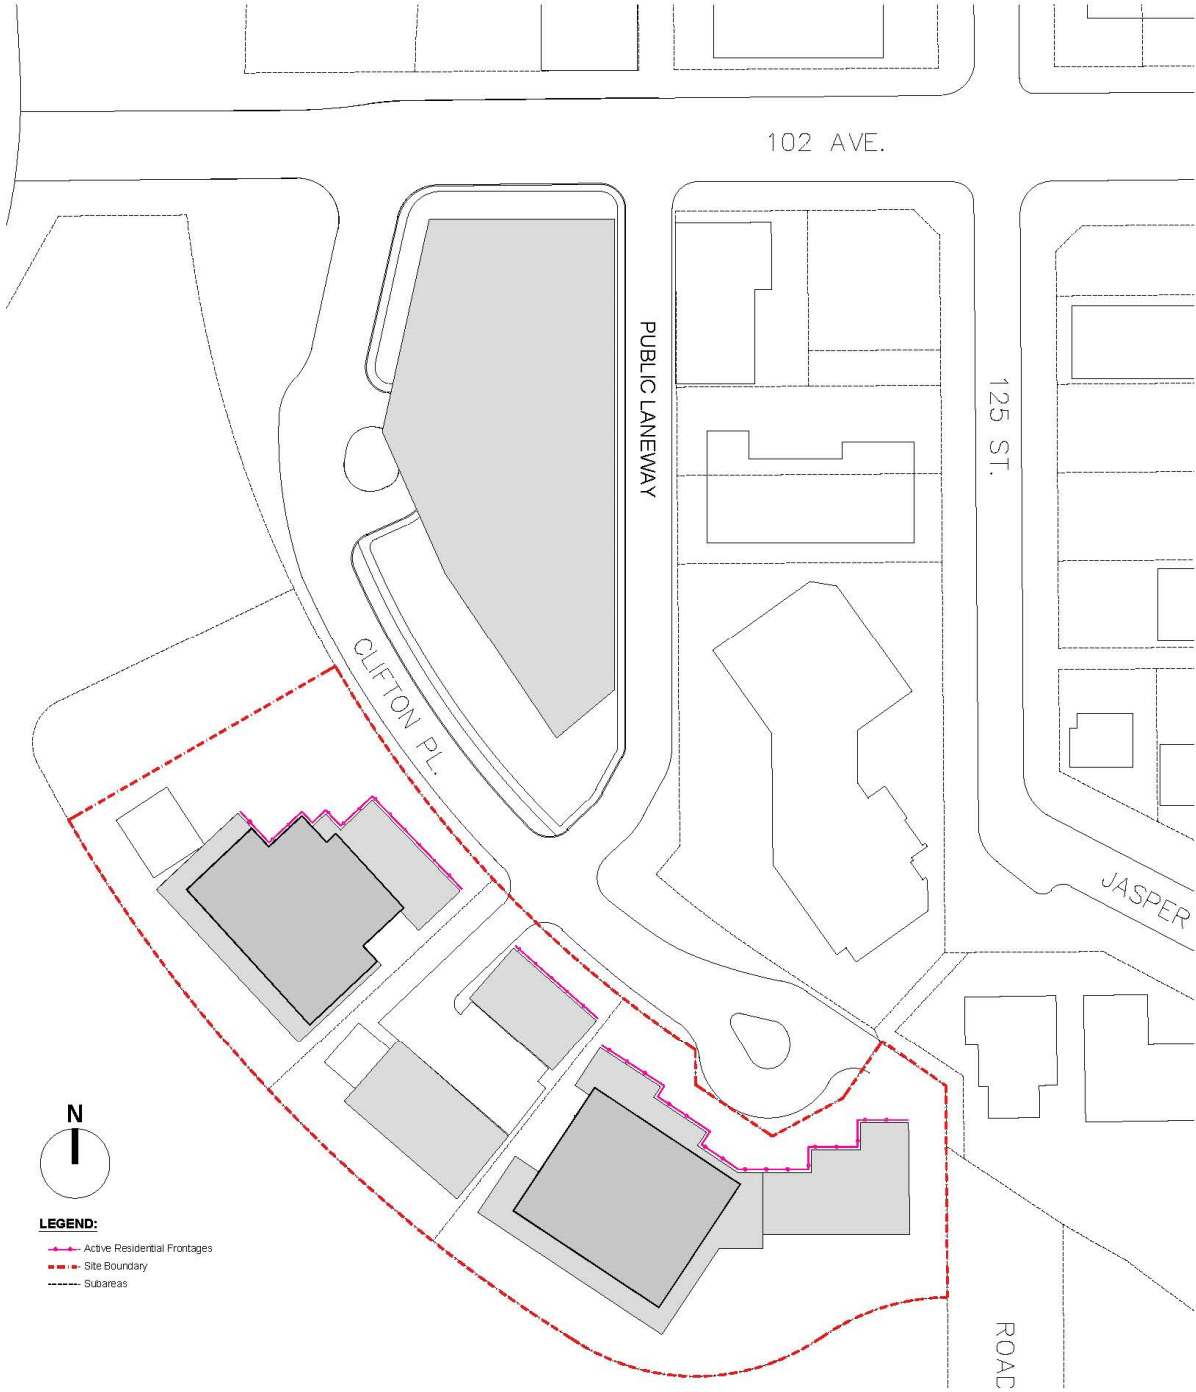 102 AVE.
PUBLIC LANEWAY
125 ST.
CLIFTON PL.
JASPER
N
LEGEND:
Active Residential Frontages
Site Boundary
Subareas
ROAD